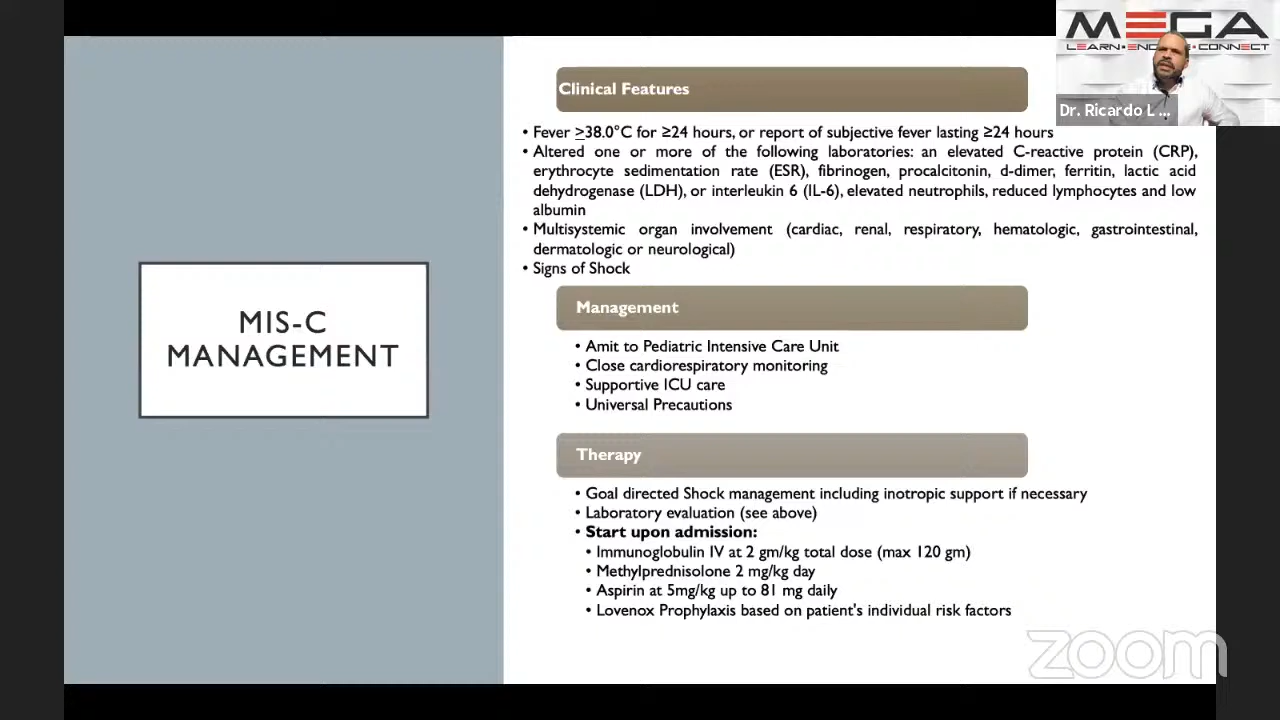 MEGA
LEARN•EN
E•CONNECT
Dr. Ricardo L ...
Clinical Features
• Fever ≥38.0°C for ≥24 hours, or report of subjective fever lasting ≥24 hours
• Altered one or more of the following laboratories: an elevated C-reactive protein (CRP),
erythrocyte sedimentation rate (ESR), fibrinogen, procalcitonin, d-dimer, ferritin, lactic acid
dehydrogenase (LDH), or interleukin 6 (IL-6), elevated neutrophils, reduced lymphocytes and low
albumin
• Multisystemic organ involvement (cardiac, renal, respiratory, hematologic, gastrointestinal,
dermatologic or neurological)
• Signs of Shock
MIS-C
MANAGEMENT
Management
• Amit to Pediatric Intensive Care Unit
• Close cardiorespiratory monitoring
• Supportive ICU care
• Universal Precautions
Therapy
• Goal directed Shock management including inotropic support if necessary
• Laboratory evaluation (see above)
• Start upon admission:
• Immunoglobulin IV at 2 gm/kg total dose (max 120 gm)
• Methylprednisolone 2 mg/kg day
• Aspirin at 5mg/kg up to 81 mg daily
• Lovenox Prophylaxis based on patient's individual risk factors
zoom